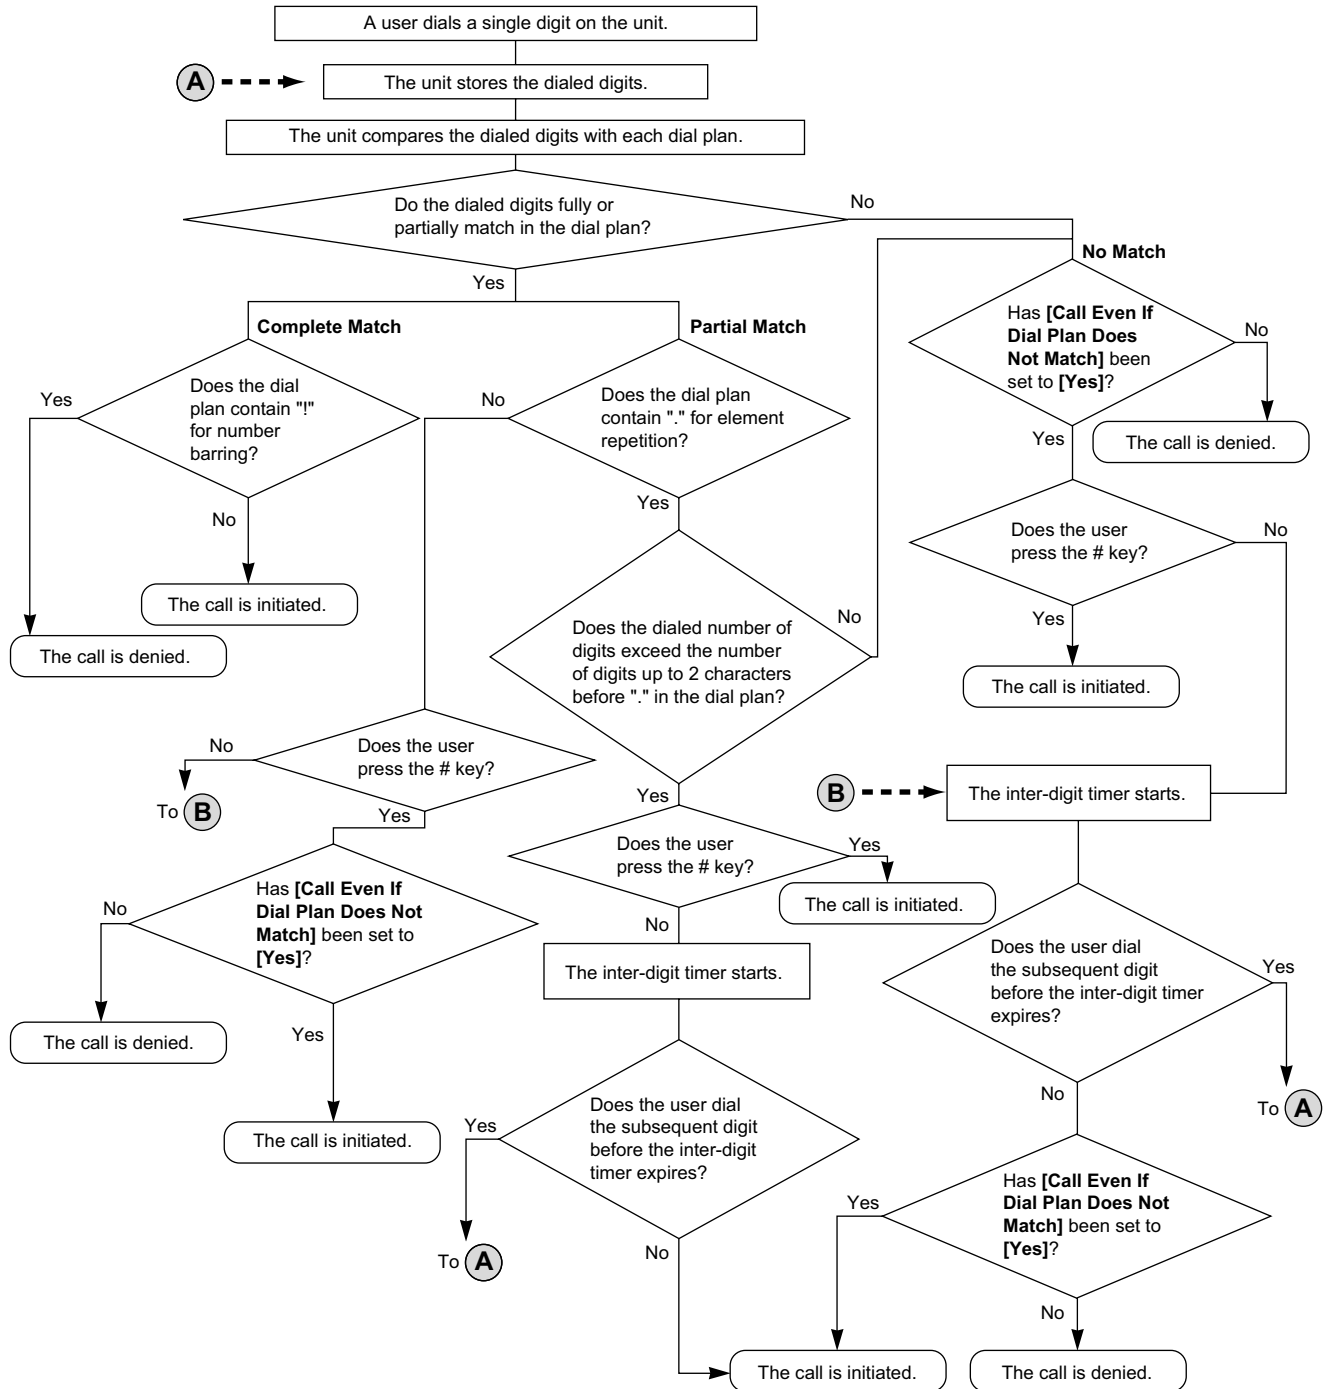 A user dials a single digit on the unit.
A
The unit stores the dialed digits.
The unit compares the dialed digits with each dial plan.
Do the dialed digits fully or
partially match in the dial plan?
No
Yes
No Match
Complete Match
Partial Match
Has [Call Even If
Dial Plan Does
Not Match] been
set to [Yes]?
No
Yes
The call is denied.
Yes
Does the dial
plan contain "!"
for number
barring?
No
The call is initiated.
The call is denied.
No
Does the dial plan
contain "." for element
repetition?
Yes
Does the user
press the # key?
No
Yes
The call is initiated.
Does the dialed number of
digits exceed the number
of digits up to 2 characters
before "." in the dial plan?
No
Yes
No
Does the user
press the # key?
To B
Yes
B
The inter-digit timer starts.
Does the user
press the # key?
Yes
The call is initiated.
No
Has [Call Even If
Dial Plan Does Not
Match] been set to
[Yes]?
No
The call is denied.
Yes
The call is initiated.
The inter-digit timer starts.
Does the user dial
the subsequent digit
before the inter-digit timer
expires?
Yes
To A
No
Does the user dial
the subsequent digit
before the inter-digit
timer expires?
Yes
To A
No
Has [Call Even If
Dial Plan Does Not
Match] been set to
[Yes]?
Yes
No
The call is initiated.
The call is denied.